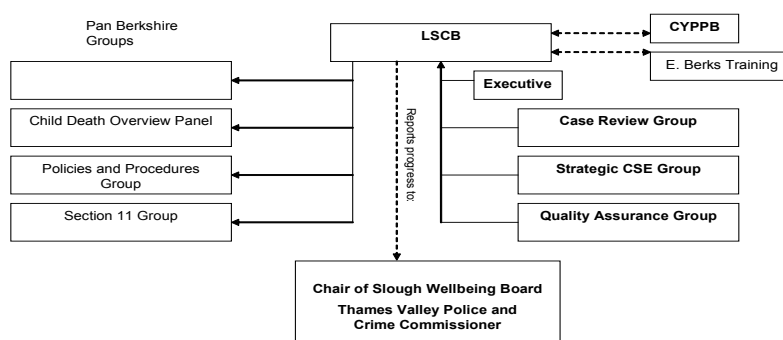 Pan Berkshire
Groups
LSCB
CYPPB
E. Berks Training
Executive
Reports progress to:
Child Death Overview Panel
Policies and Procedures
Group
Section 11 Group
Case Review Group
Strategic CSE Group
Quality Assurance Group
Chair of Slough Wellbeing Board
Thames Valley Police and
Crime Commissioner